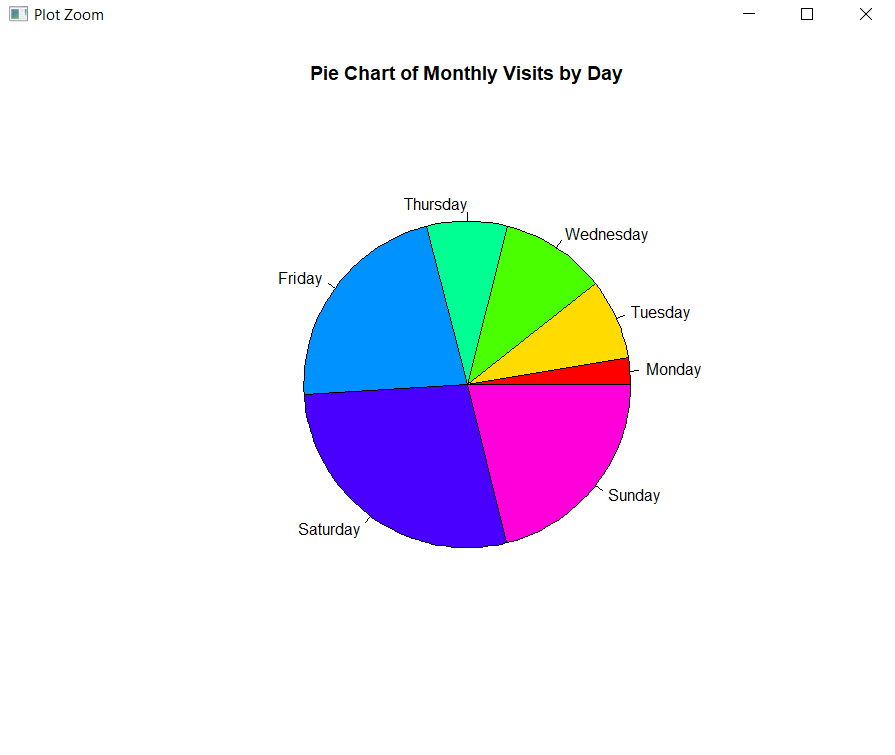 Plot Zoom
Pie Chart of Monthly Visits by Day
Thursday
Wednesday
Friday
Tuesday
Monday
Sunday
Saturday